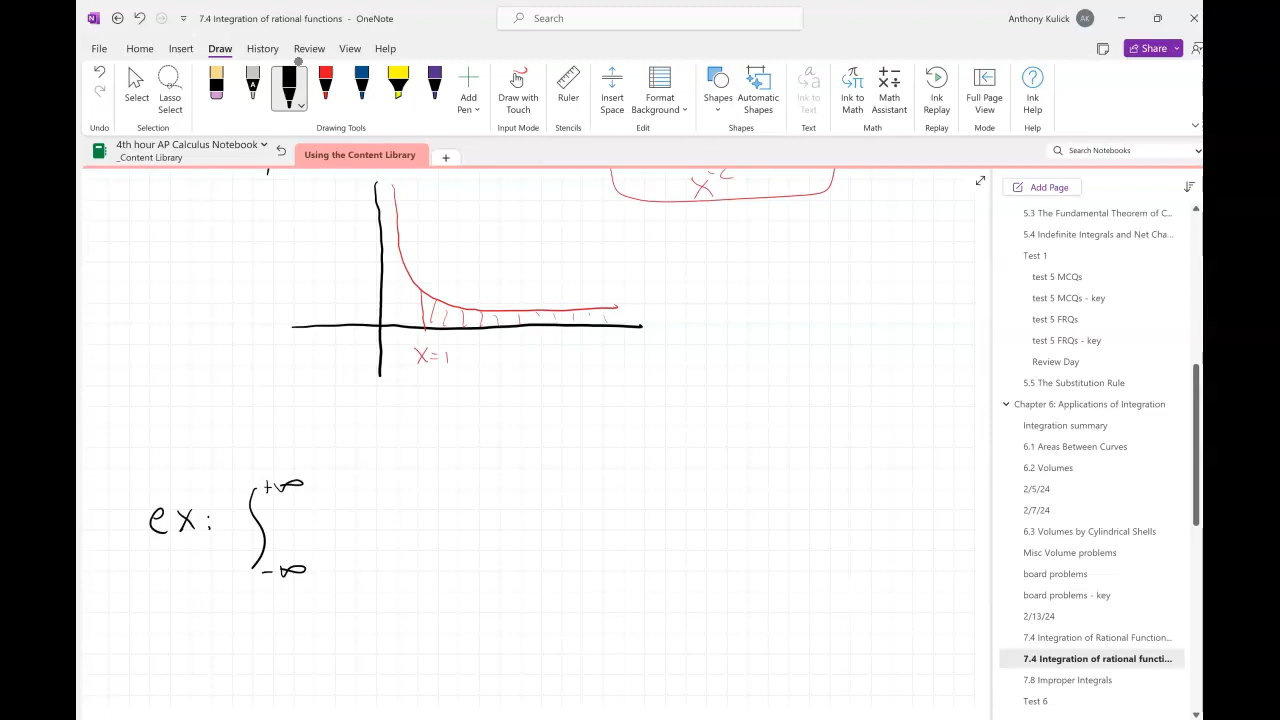 7.4 Integration of rational functions - OneNote
Search
Anthony Kulick
AK
File Home Insert Draw History Review View Help
Share
Undo
Select
Lasso Select
Add Pen
Draw with Touch
Ruler
Insert Space
Format Background
Shapes
Automatic Shapes
Ink to Text
Ink to Math
Math Assistant
Ink Replay
Full Page View
Ink Help
Undo
Selection
Drawing Tools
Input Mode
Stencils
Edit
Shapes
Text
Math
Replay
Mode
Help
4th hour AP Calculus Notebook
_Content Library
Using the Content Library
+
Search Notebooks
Add Page
5.3 The Fundamental Theorem of C...
5.4 Indefinite Integrals and Net Cha...
Test 1
test 5 MCQs
test 5 MCQs - key
test 5 FRQs
test 5 FRQs - key
Review Day
5.5 The Substitution Rule
Chapter 6: Applications of Integration
Integration summary
6.1 Areas Between Curves
6.2 Volumes
2/5/24
2/7/24
6.3 Volumes by Cylindrical Shells
Misc Volume problems
board problems
board problems - key
2/13/24
7.4 Integration of Rational Function...
7.4 Integration of rational functi...
7.8 Improper Integrals
Test 6
x
x=1
ex: ∫
+∞
-∞